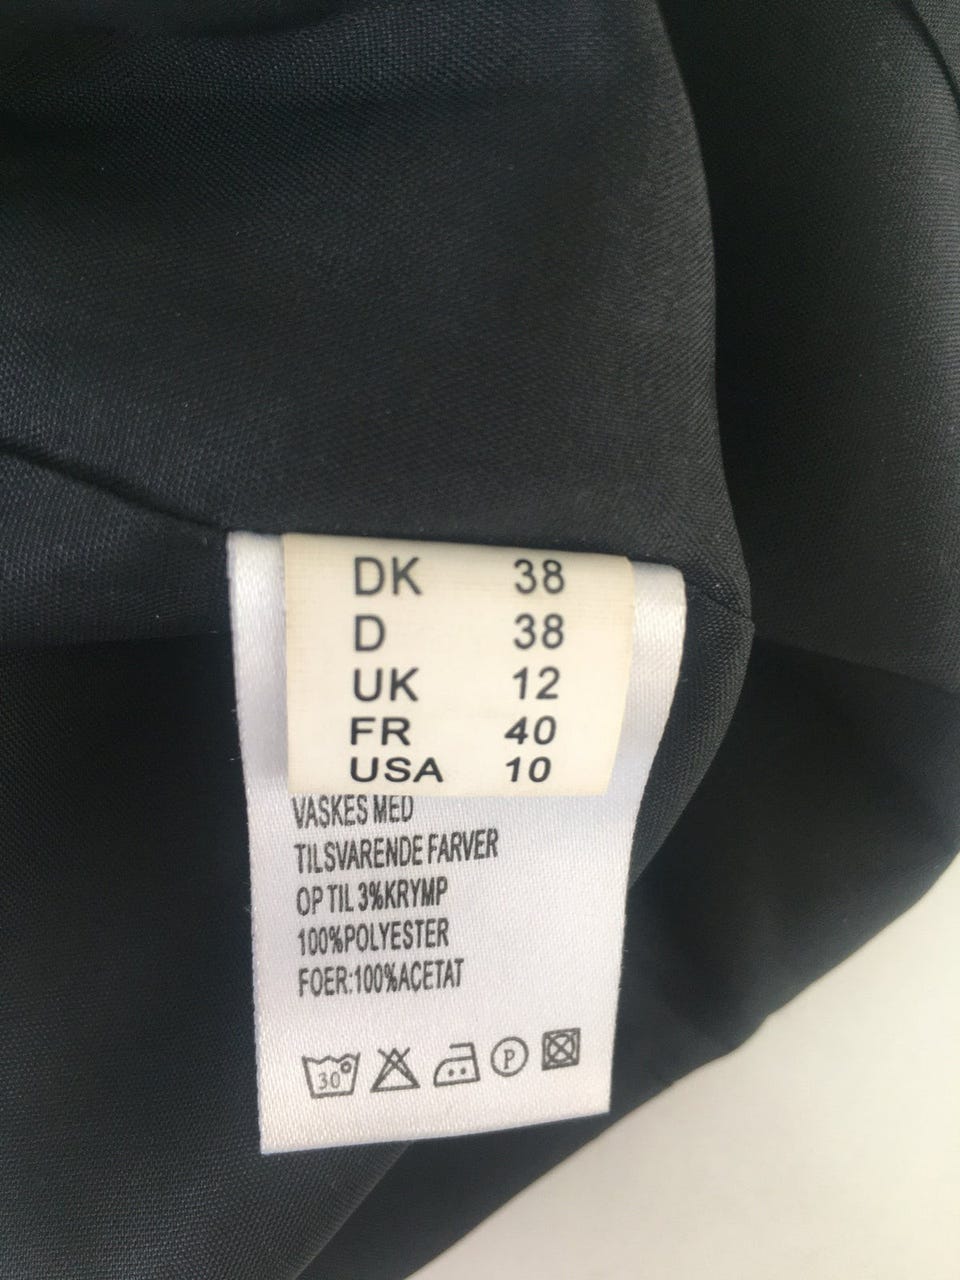 DK 38
D 38
UK 12
FR 40
USA 10
VASKES MED
TILSVARENDE FARVER
OP TIL 3%KRYMP
100%POLYESTER
FOER:100%ACETAT
30° P